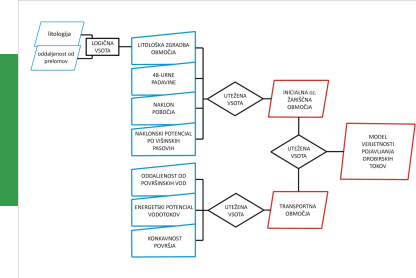 litologija
oddaljenost od
prelomov
LOGIČNA
VSOTA
LITOLOŠKA ZGRAOBA
OBMOČJA
48-URNE
PADAVINE
NAKLON
POBOČJA
NAKLONSKI POTENCIAL
PO VIŠINSKIH
PASOVIH
UTEŽENA
VSOTA
INICIALNA oz.
ŽARIŠČNA
OBMOČJA
UTEŽENA
VSOTA
MODEL
VERJETNOSTI
POJAVLJANJA
DROBIRSKIH
TOKOV
ODDALJENOST OD
POVRŠINSKIH VOD
ENERGETSKI POTENCIAL
VODOTOKOV
KONKAVNOST
POVRŠJA
UTEŽENA
VSOTA
TRANSPORTNA
OBMOČJA